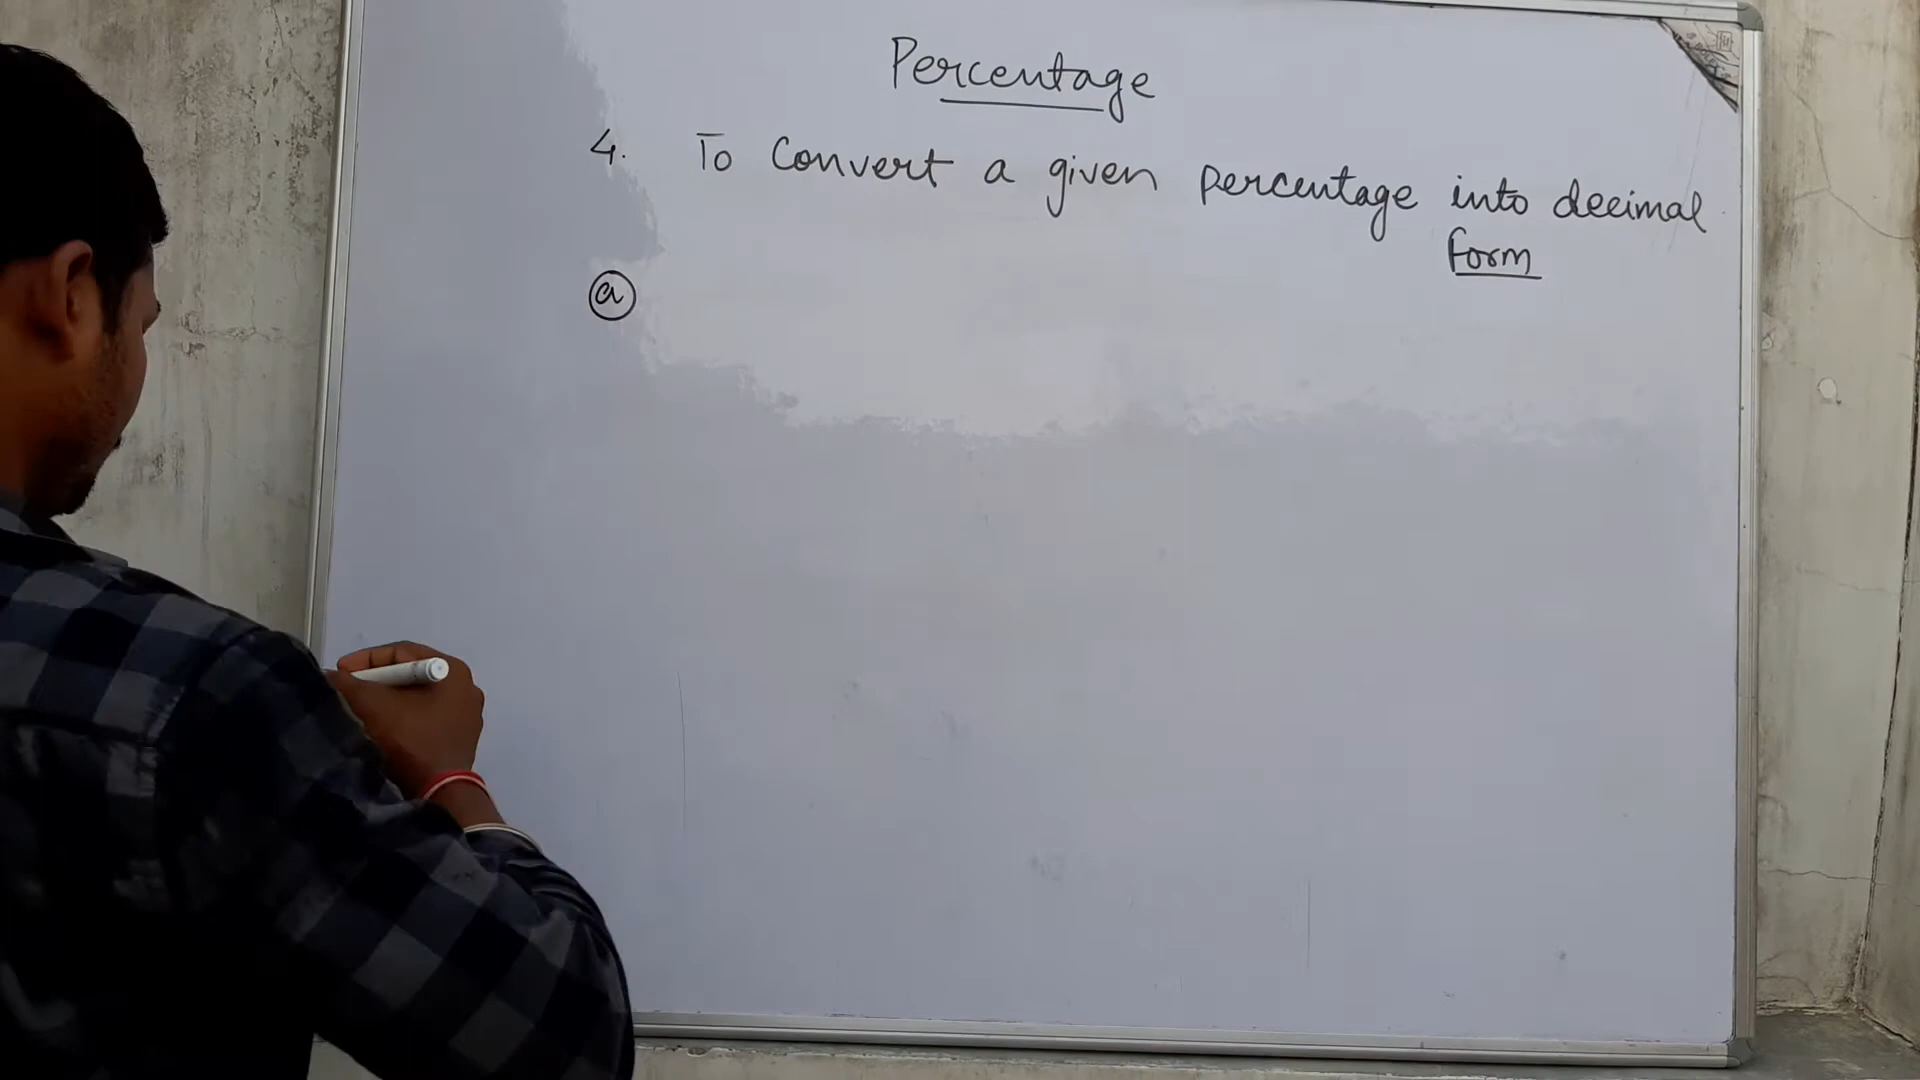 Percentage
4. To Convert a given percentage into decimal
Form
a